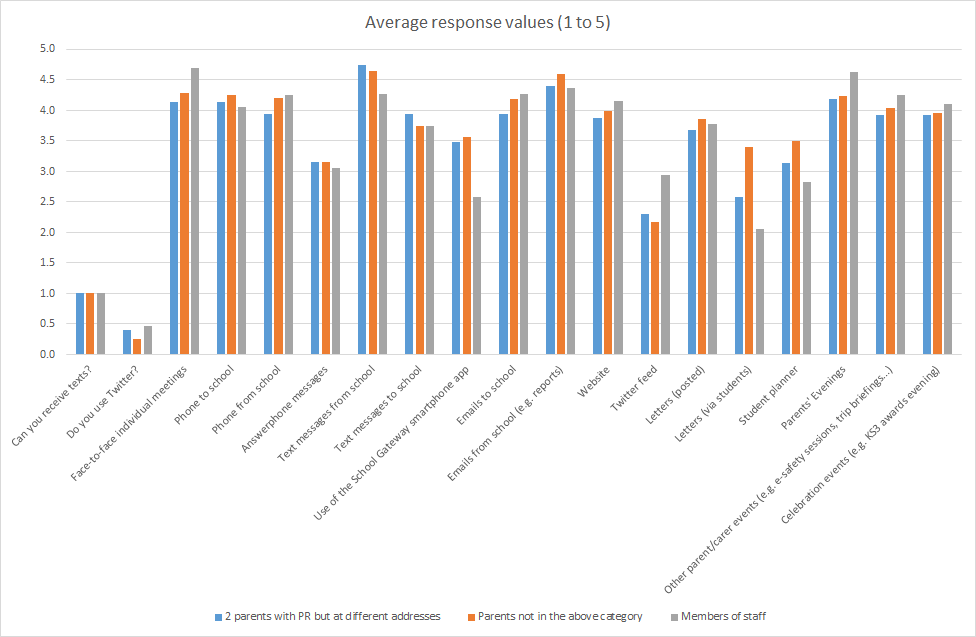 Average response values (1 to 5)
5.0
4.5
4.0
3.5
3.0
2.5
2.0
1.5
1.0
0.5
0.0
Can you receive texts?
Do you use Twitter?
Face-to-face individual meetings
Phone to school
Phone from school
Answerphone messages
Text messages from school
Text messages to school
Use of the School Gateway smartphone app
Emails to school
Emails from school (e.g. reports)
Website
Twitter feed
Letters (posted)
Letters (via students)
Student planner
Parents' Evenings
Other parent/carer events (e.g. e-safety sessions, trip briefings...)
Celebration events (e.g. KS3 awards evening)
2 parents with PR but at different addresses
Parents not in the above category
Members of staff